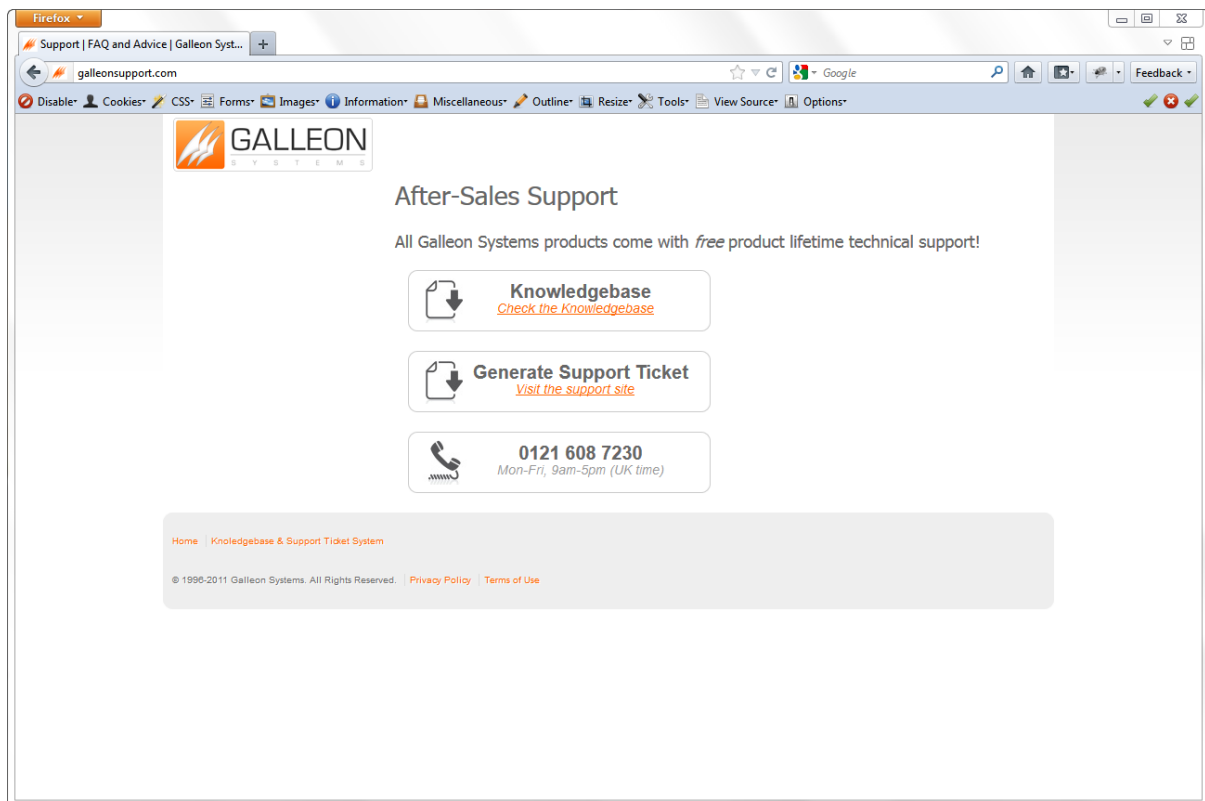 Firefox
Support | FAQ and Advice | Galleon Syst...
galleonsupport.com
Google
Feedback
Disable Cookies CSS Forms Images Information Miscellaneous Outline Resize Tools View Source Options
GALLEON
SYSTEMS
After-Sales Support
All Galleon Systems products come with free product lifetime technical support!
Knowledgebase
Check the Knowledgebase
Generate Support Ticket
Visit the support site
0121 608 7230
Mon-Fri, 9am-5pm (UK time)
Home Knoledgebase & Support Ticket System
© 1996-2011 Galleon Systems. All Rights Reserved. Privacy Policy Terms of Use